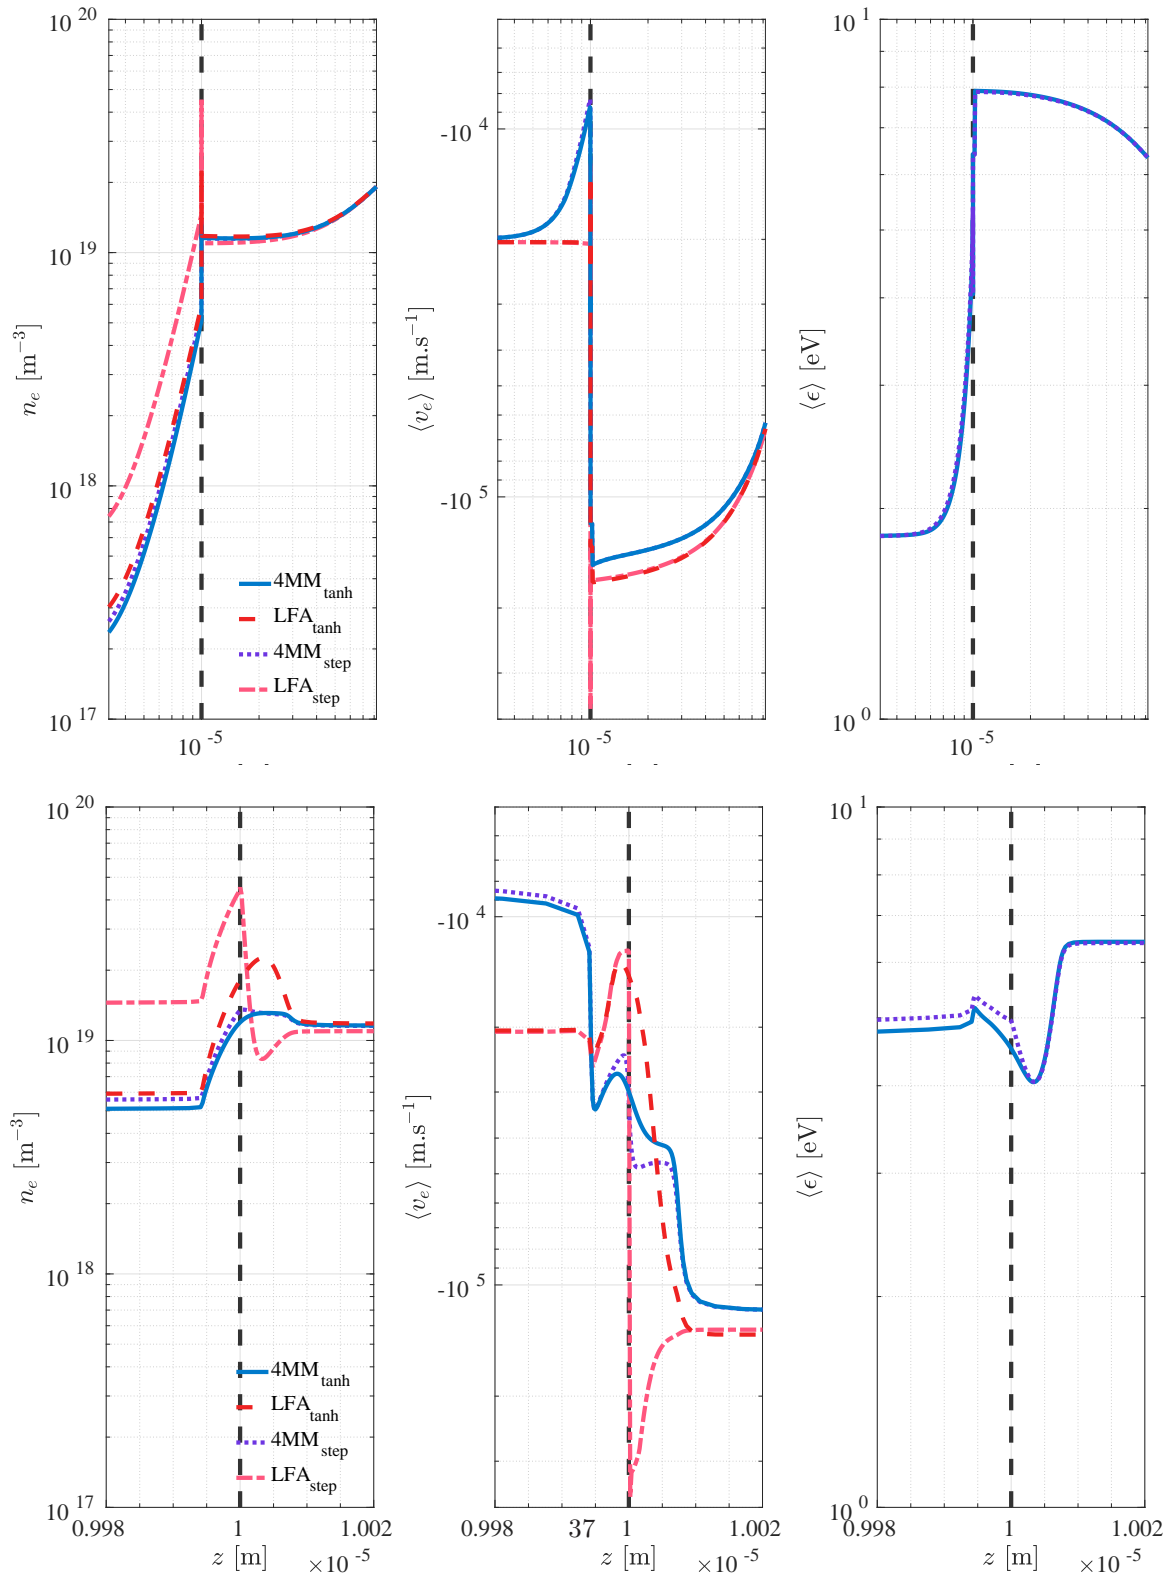 10^20
10^19
10^18
10^17
n_e [m^−3]
4MM_tanh
LFA_tanh
4MM_step
LFA_step
10^-5
-10^4
-10^5
⟨v_e⟩ [m.s^−1]
10^-5
10^1
10^0
⟨ϵ⟩ [eV]
10^-5
10^20
10^19
10^18
10^17
n_e [m^−3]
4MM_tanh
LFA_tanh
4MM_step
LFA_step
0.998 1 1.002
z [m] ×10^-5
-10^4
-10^5
⟨v_e⟩ [m.s^−1]
0.998 37 1 1.002
z [m] ×10^-5
10^1
10^0
⟨ϵ⟩ [eV]
0.998 1 1.002
z [m] ×10^-5